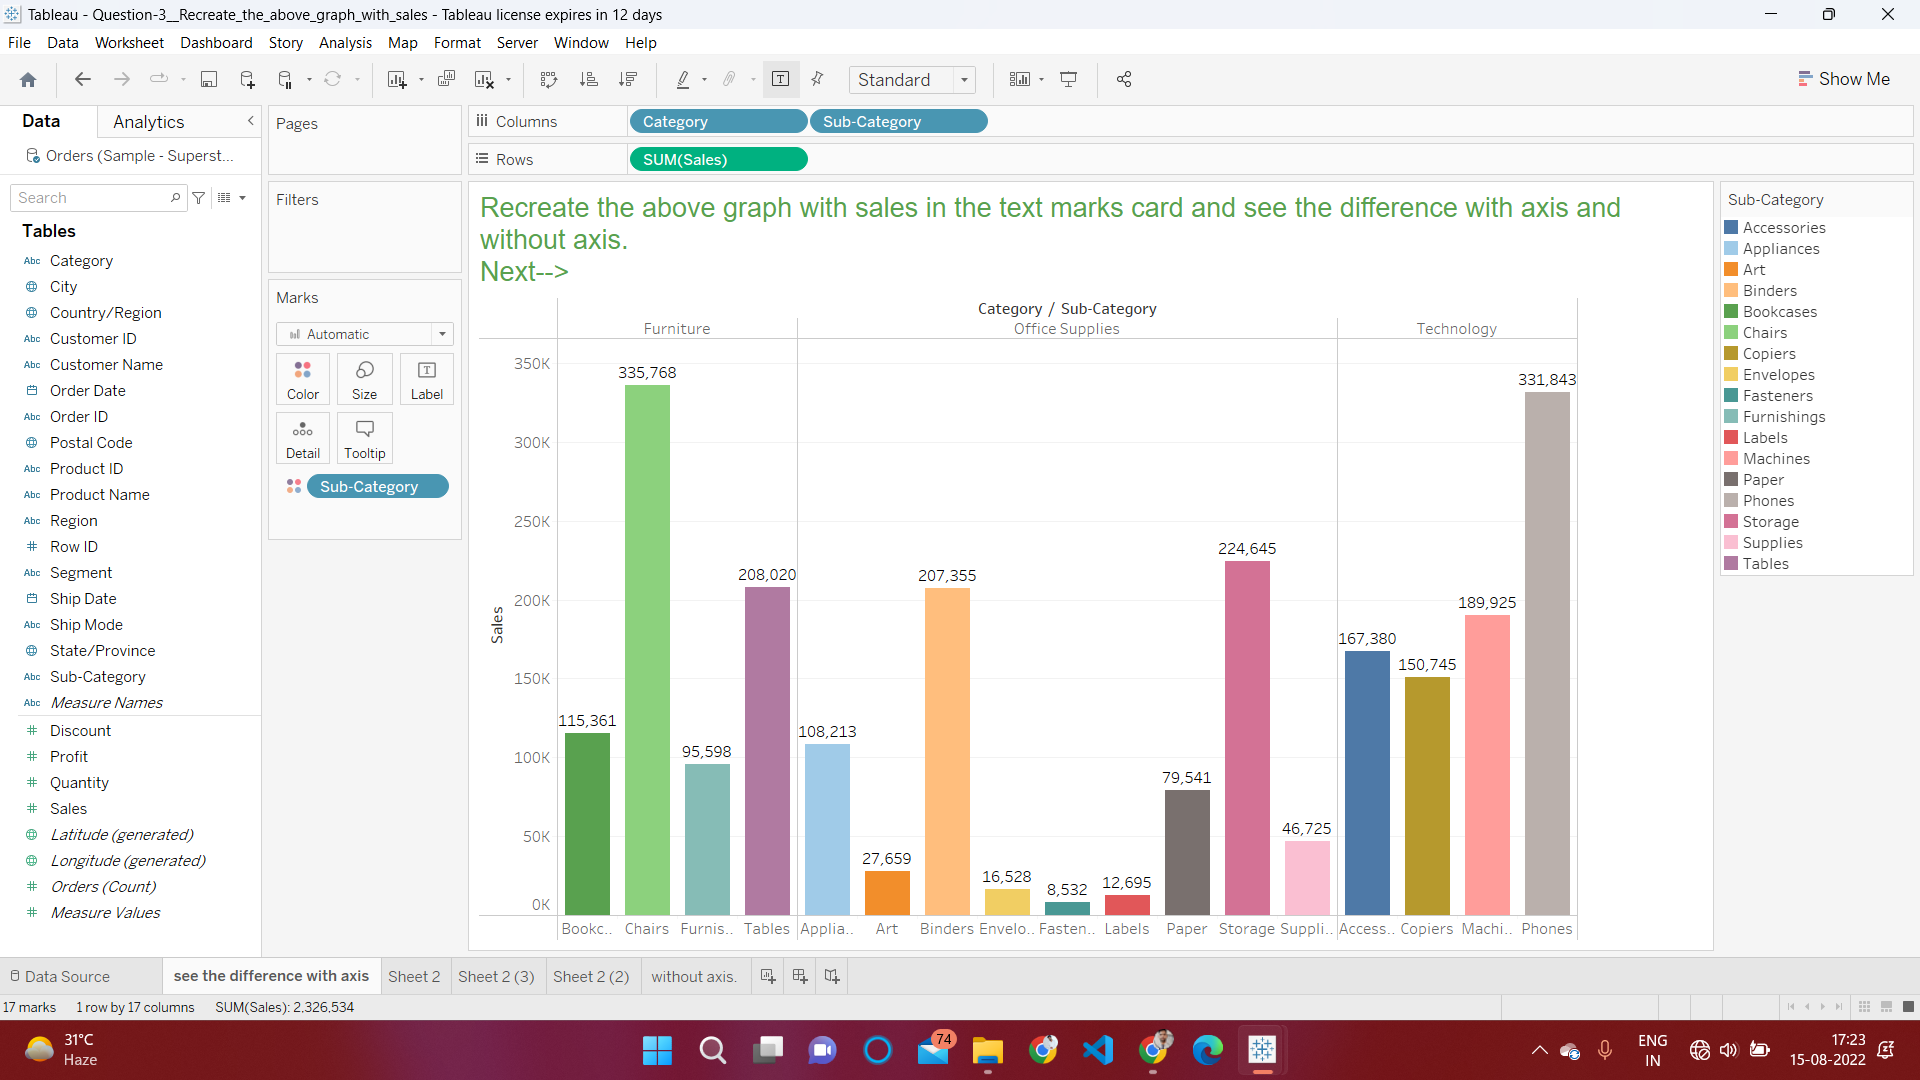 Tableau - Question-3__Recreate_the_above_graph_with_sales - Tableau license expires in 12 days
File Data Worksheet Dashboard Story Analysis Map Format Server Window Help
Standard
Show Me
Data Analytics
Orders (Sample - Superst...
Search
Tables
Abc Category
City
Country/Region
Abc Customer ID
Abc Customer Name
Order Date
Abc Order ID
Postal Code
Abc Product ID
Abc Product Name
Abc Region
# Row ID
Abc Segment
Ship Date
Abc Ship Mode
State/Province
Abc Sub-Category
Abc Measure Names
# Discount
# Profit
# Quantity
# Sales
Latitude (generated)
Longitude (generated)
# Orders (Count)
# Measure Values
Pages
Filters
Marks
Automatic
Color Size Label
Detail Tooltip
Sub-Category
Columns Category Sub-Category
Rows SUM(Sales)
Recreate the above graph with sales in the text marks card and see the difference with axis and
without axis.
Next-->
Category / Sub-Category
Furniture Office Supplies Technology
350K
300K
250K
200K
150K
100K
50K
0K
Sales
115,361
335,768
95,598
208,020
108,213
27,659
207,355
16,528
8,532
12,695
79,541
224,645
46,725
167,380
150,745
189,925
331,843
Bookc.. Chairs Furnis.. Tables Applia.. Art Binders Envelo.. Fasten.. Labels Paper Storage Suppli.. Access.. Copiers Machi.. Phones
Sub-Category
Accessories
Appliances
Art
Binders
Bookcases
Chairs
Copiers
Envelopes
Fasteners
Furnishings
Labels
Machines
Paper
Phones
Storage
Supplies
Tables
Data Source see the difference with axis Sheet 2 Sheet 2 (3) Sheet 2 (2) without axis.
17 marks 1 row by 17 columns SUM(Sales): 2,326,534
31°C
Haze
74
ENG
IN
17:23
15-08-2022